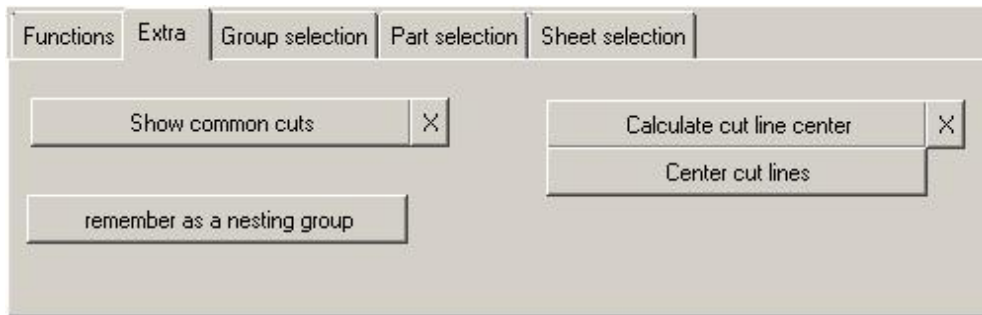 Functions Extra Group selection Part selection Sheet selection
Show common cuts X Calculate cut line center X
Center cut lines
remember as a nesting group